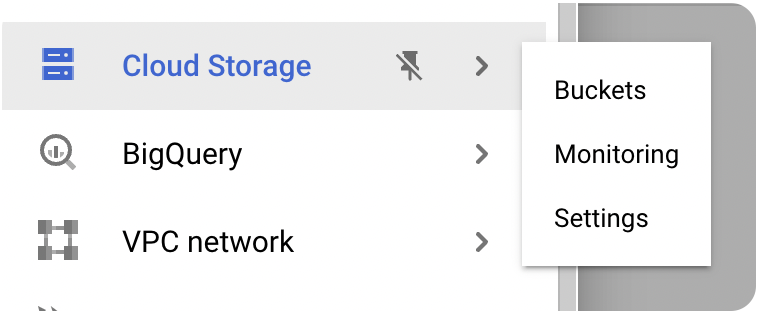 Cloud Storage
Buckets
Monitoring
Settings
BigQuery
VPC network